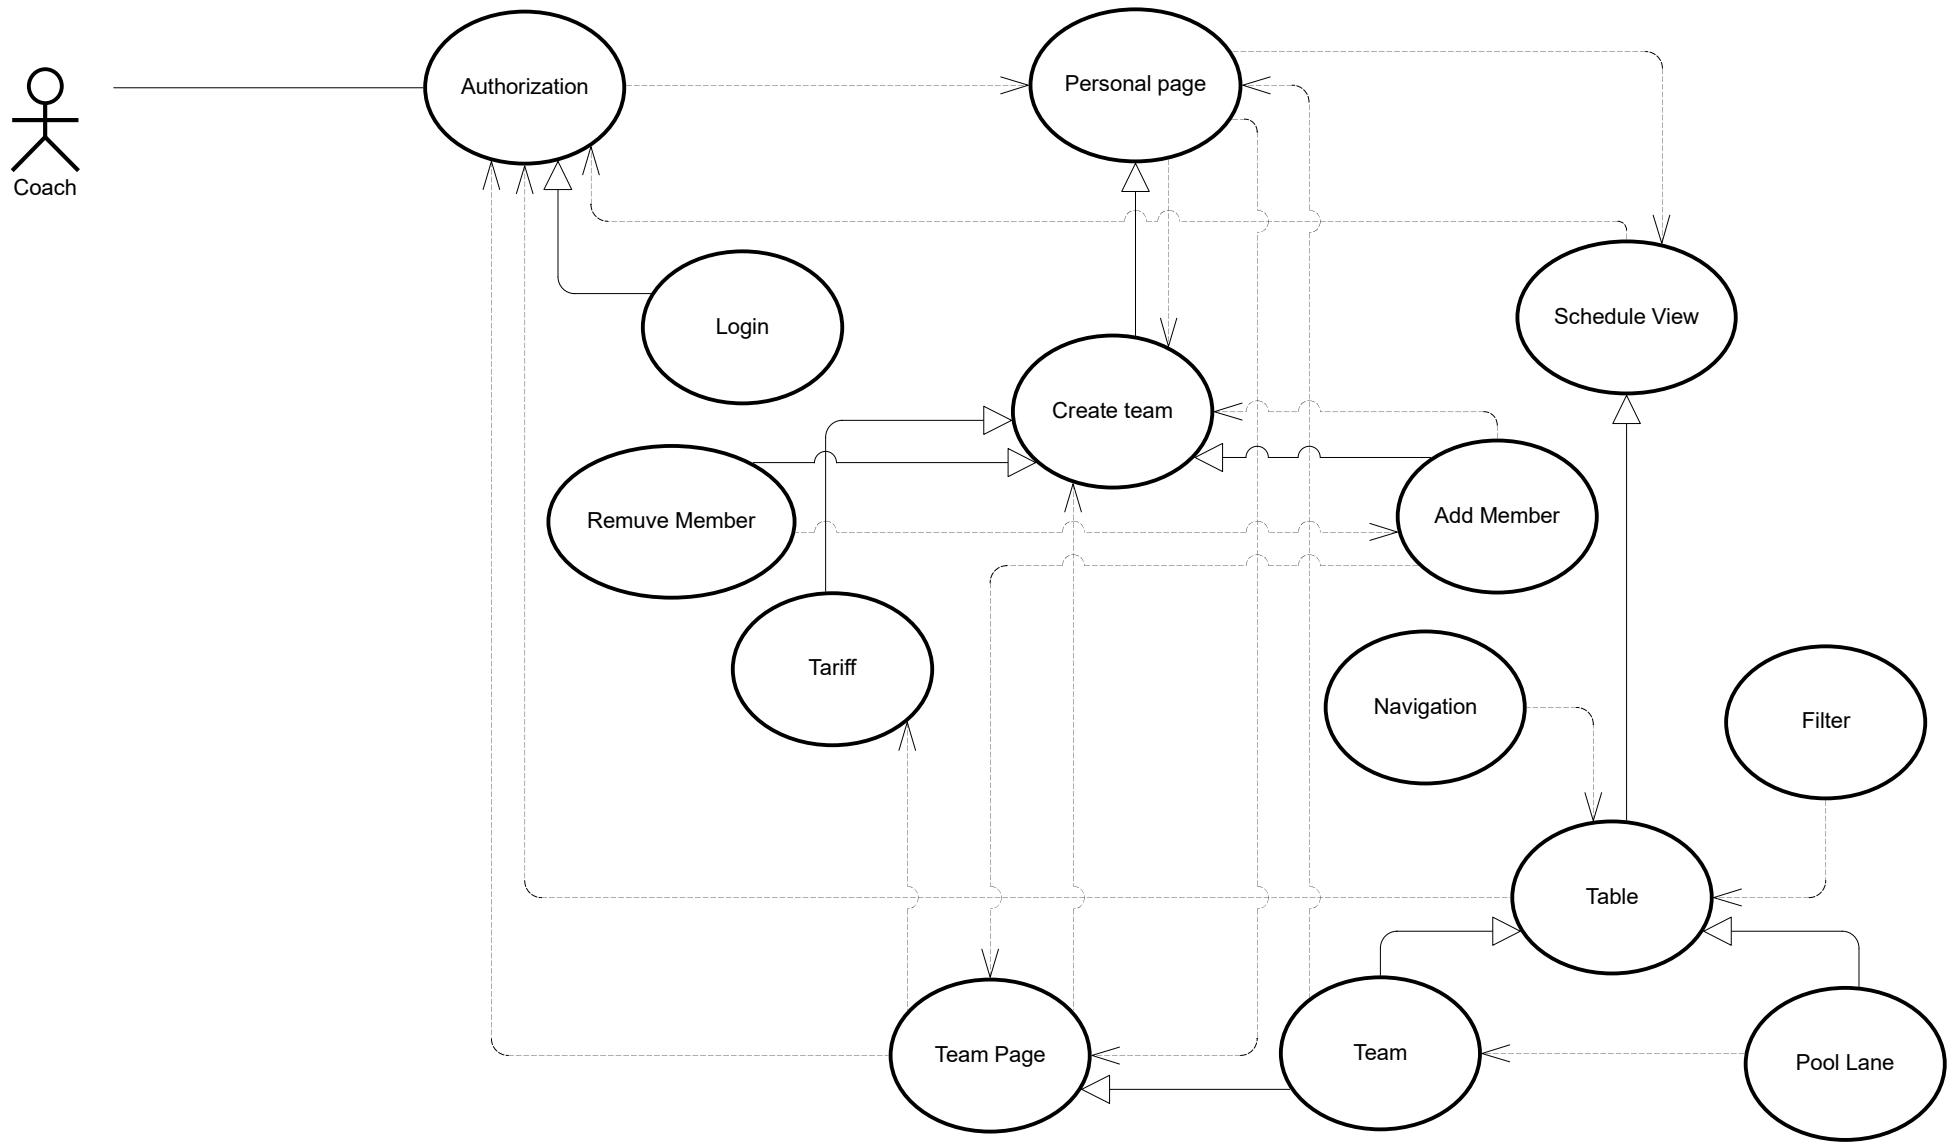 Authorization
Personal page
Coach
Login
Schedule View
Create team
Remuve Member
Add Member
Tariff
Navigation
Filter
Table
Team Page
Team
Pool Lane